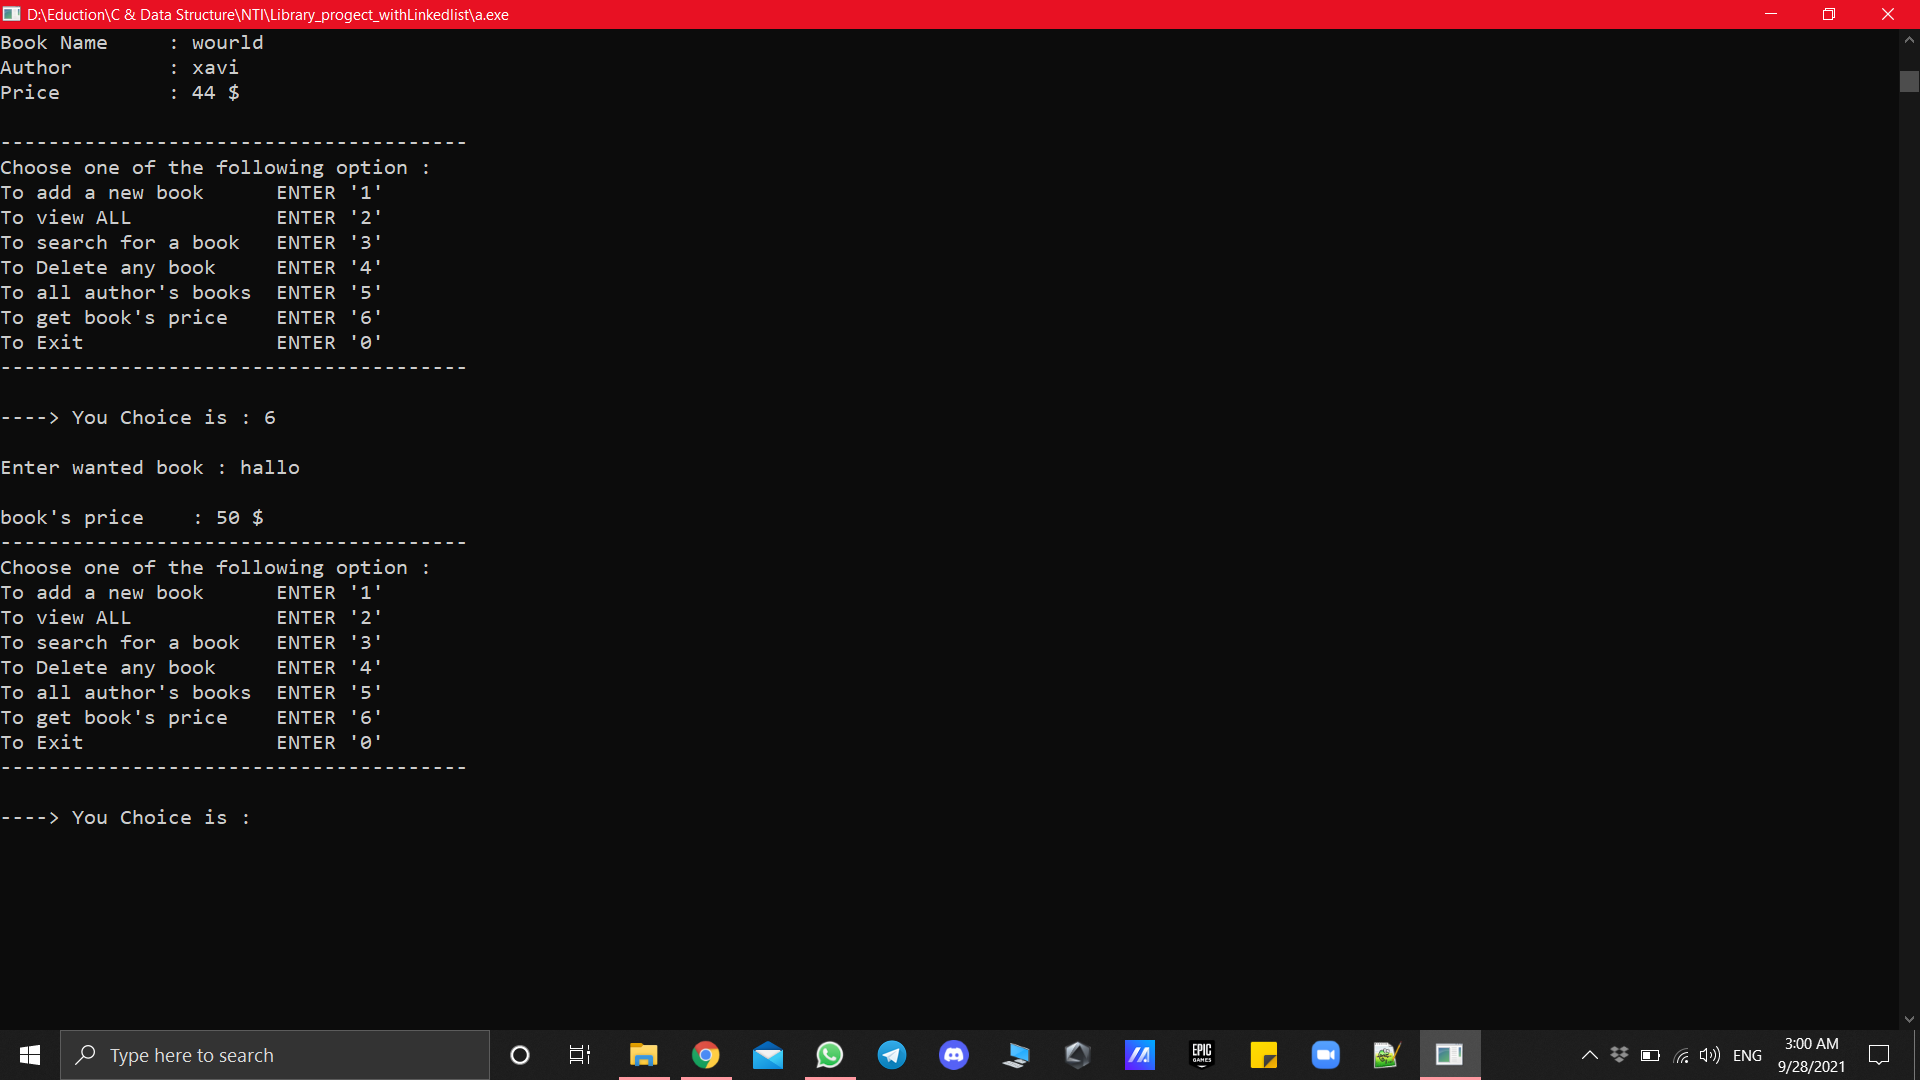 D:\Eduction\C & Data Structure\NTI\Library_progect_withLinkedlist\a.exe
Book Name     : wourld
Author        : xavi
Price         : 44 $
---------------------------------------
Choose one of the following option :
To add a new book      ENTER '1'
To view ALL            ENTER '2'
To search for a book   ENTER '3'
To Delete any book     ENTER '4'
To all author's books  ENTER '5'
To get book's price    ENTER '6'
To Exit                ENTER '0'
---------------------------------------
----> You Choice is : 6
Enter wanted book : hallo
book's price    : 50 $
---------------------------------------
Choose one of the following option :
To add a new book      ENTER '1'
To view ALL            ENTER '2'
To search for a book   ENTER '3'
To Delete any book     ENTER '4'
To all author's books  ENTER '5'
To get book's price    ENTER '6'
To Exit                ENTER '0'
---------------------------------------
----> You Choice is :
Type here to search
EPIC
GAMES
ENG
3:00 AM
9/28/2021